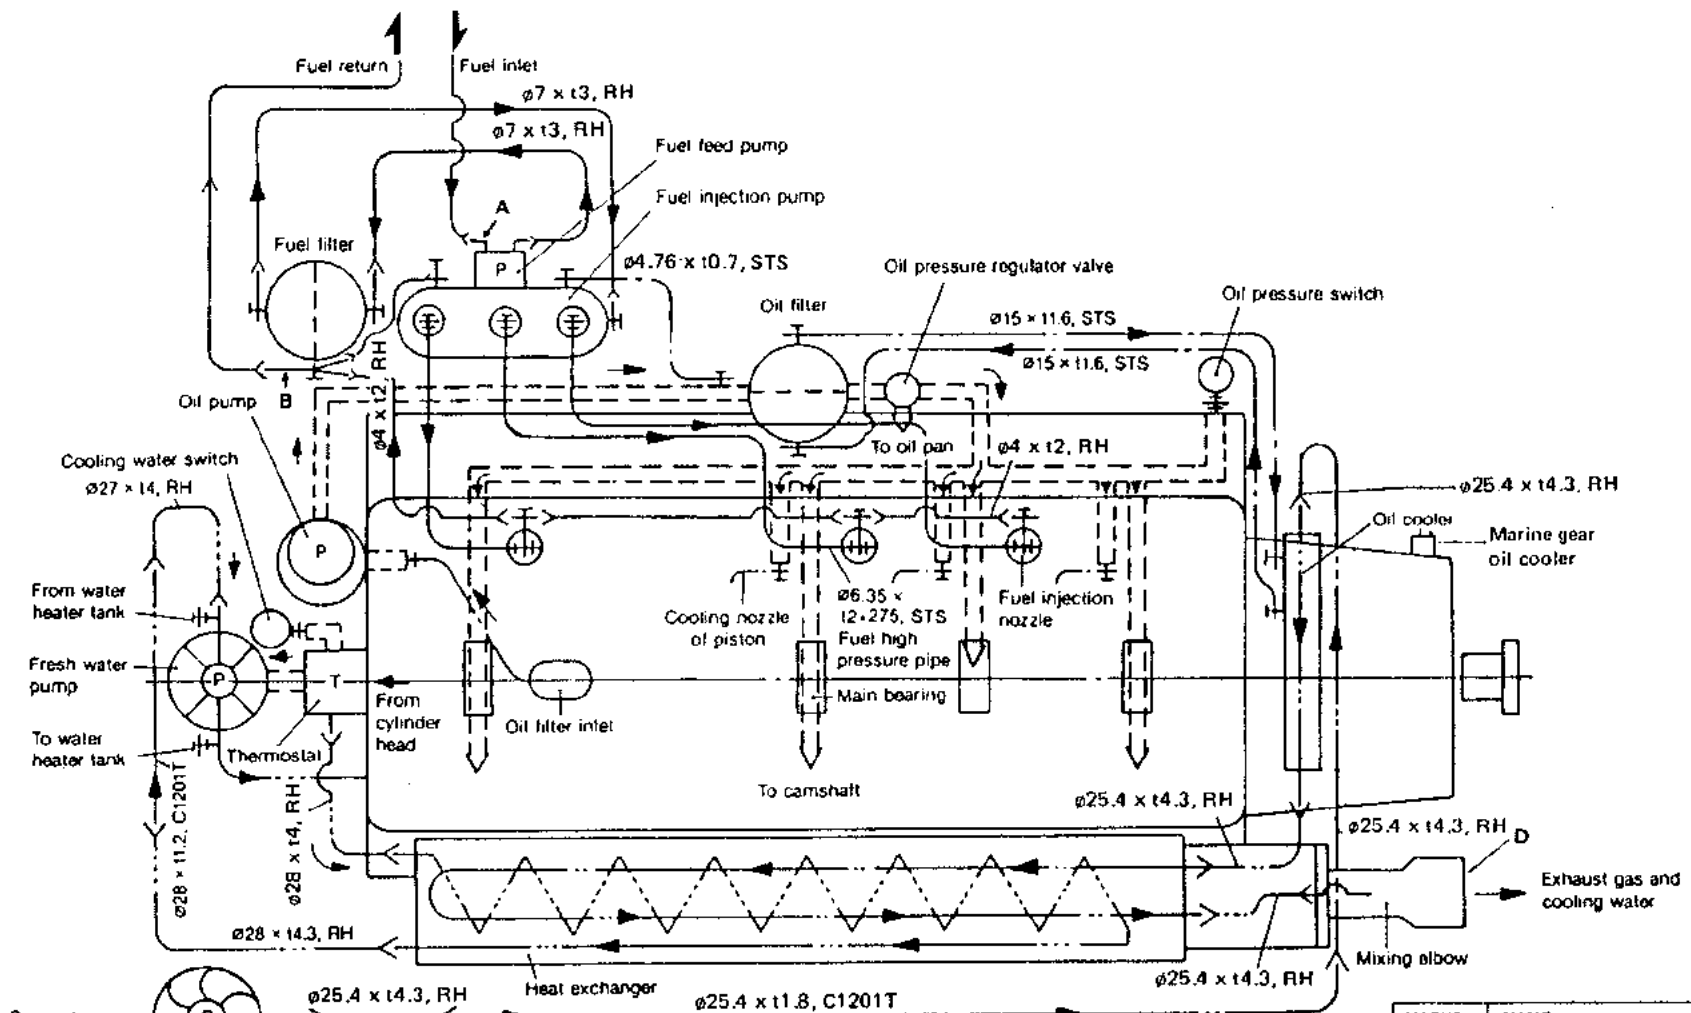 Fuel return
Fuel inlet
ø7 × t3, RH
ø7 × t3, RH
Fuel feed pump
Fuel injection pump
A
Fuel filter
P
ø4.76 × t0.7, STS
Oil pressure regulator valve
Oil filter
Oil pressure switch
ø15 × t1.6, STS
ø15 × t1.6, STS
ø4 × t2, RH
B
Oil pump
To oil pan
ø4 × t2, RH
Cooling water switch
ø27 × t4, RH
ø25.4 × t4.3, RH
Oil cooler
Marine gear
oil cooler
P
From water
heater tank
Cooling nozzle
of piston
ø6.35 ×
t2-275, STS
Fuel high
pressure pipe
Fuel injection
nozzle
Fresh water
pump
P
T
From
cylinder
head
Main bearing
Oil filter inlet
To water
heater tank
Thermostat
To camshaft
ø28 × t1.2, C1201T
ø28 × t4, RH
ø25.4 × t4.3, RH
ø25.4 × t4.3, RH
D
Exhaust gas and
cooling water
ø28 × t4.3, RH
Mixing elbow
Heat exchanger
ø25.4 × t4.3, RH
ø25.4 × t4.3, RH
ø25.4 × t1.8, C1201T